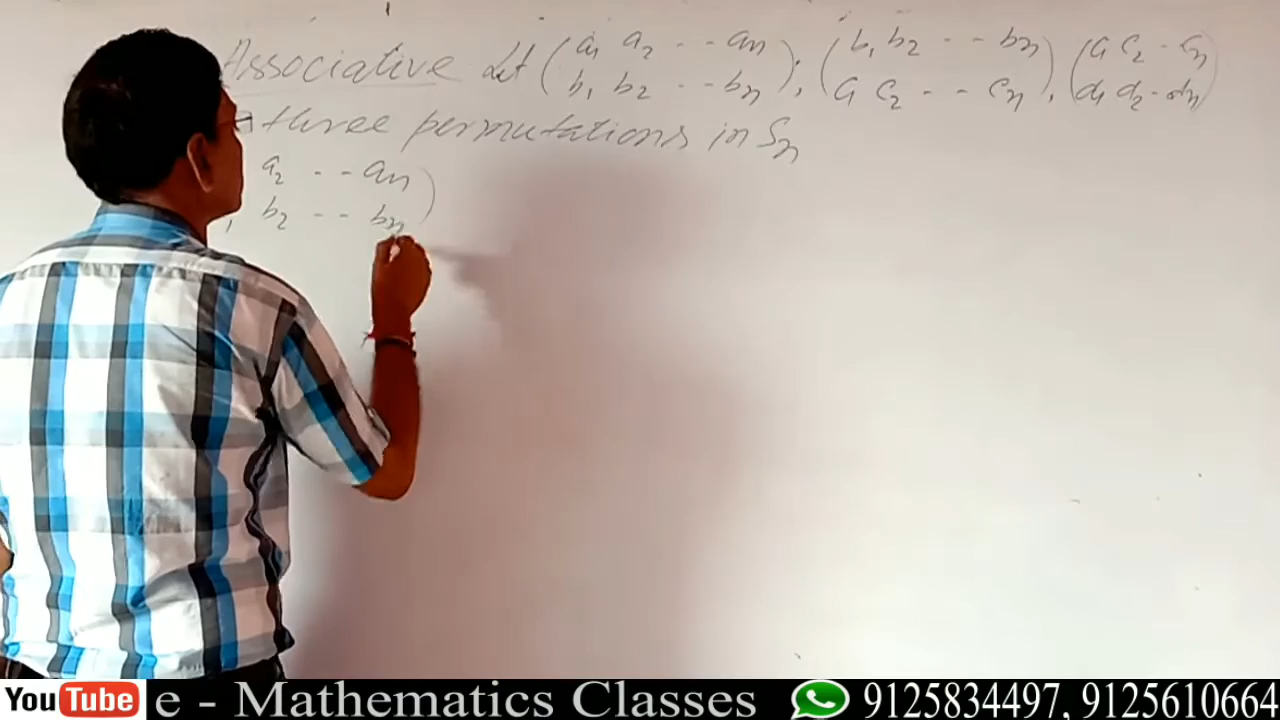 Associative Let (a1 a2 - - an), (b1 b2 - - bn), (c1 c2 - cn)
(b1 b2 - - bn) (c1 c2 - - cn) (d1 d2 - dn)
three permutations in Sn
a2 - - an)
b2 - - bn
YouTube e - Mathematics Classes 9125834497, 9125610664